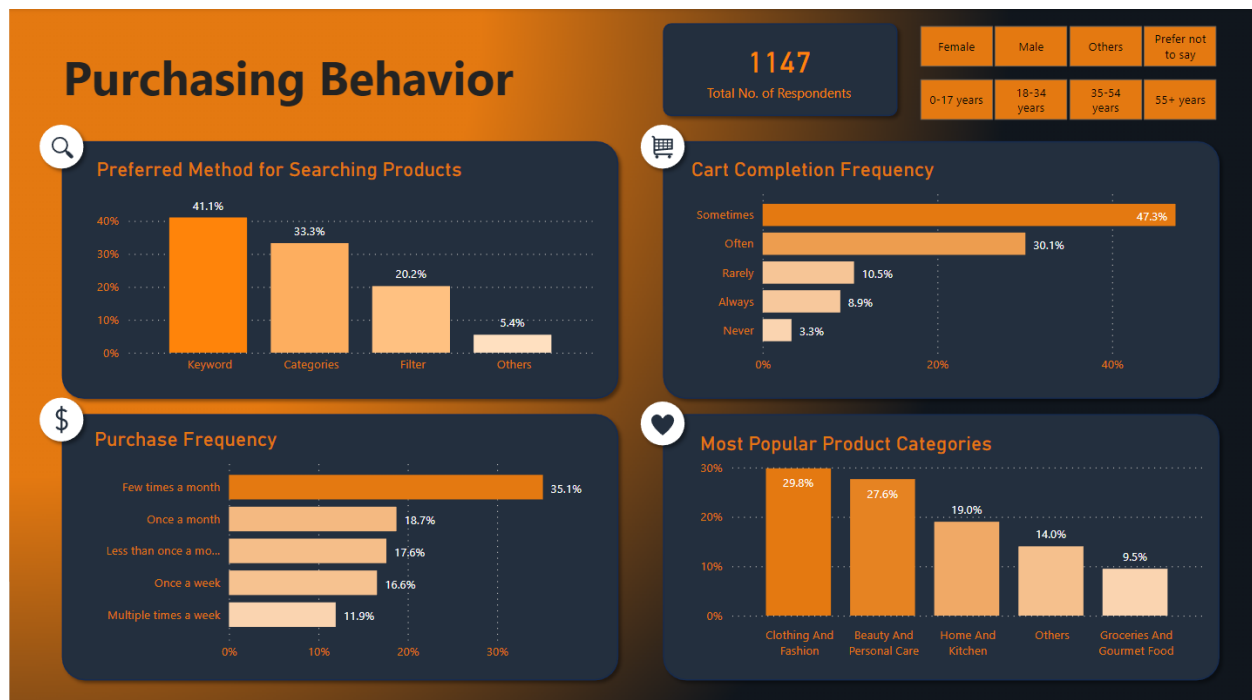 Purchasing Behavior
1147
Total No. of Respondents
Female
Male
Others
Prefer not
to say
0-17 years
18-34
years
35-54
years
55+ years
Preferred Method for Searching Products
40%
30%
20%
10%
0%
41.1%
33.3%
20.2%
5.4%
Keyword
Categories
Filter
Others
Cart Completion Frequency
Sometimes
47.3%
Often
30.1%
Rarely
10.5%
Always
8.9%
Never
3.3%
0%
20%
40%
$
Purchase Frequency
Few times a month
35.1%
Once a month
18.7%
Less than once a mo...
17.6%
Once a week
16.6%
Multiple times a week
11.9%
0%
10%
20%
30%
Most Popular Product Categories
30%
20%
10%
0%
29.8%
27.6%
19.0%
14.0%
9.5%
Clothing And
Fashion
Beauty And
Personal Care
Home And
Kitchen
Others
Groceries And
Gourmet Food